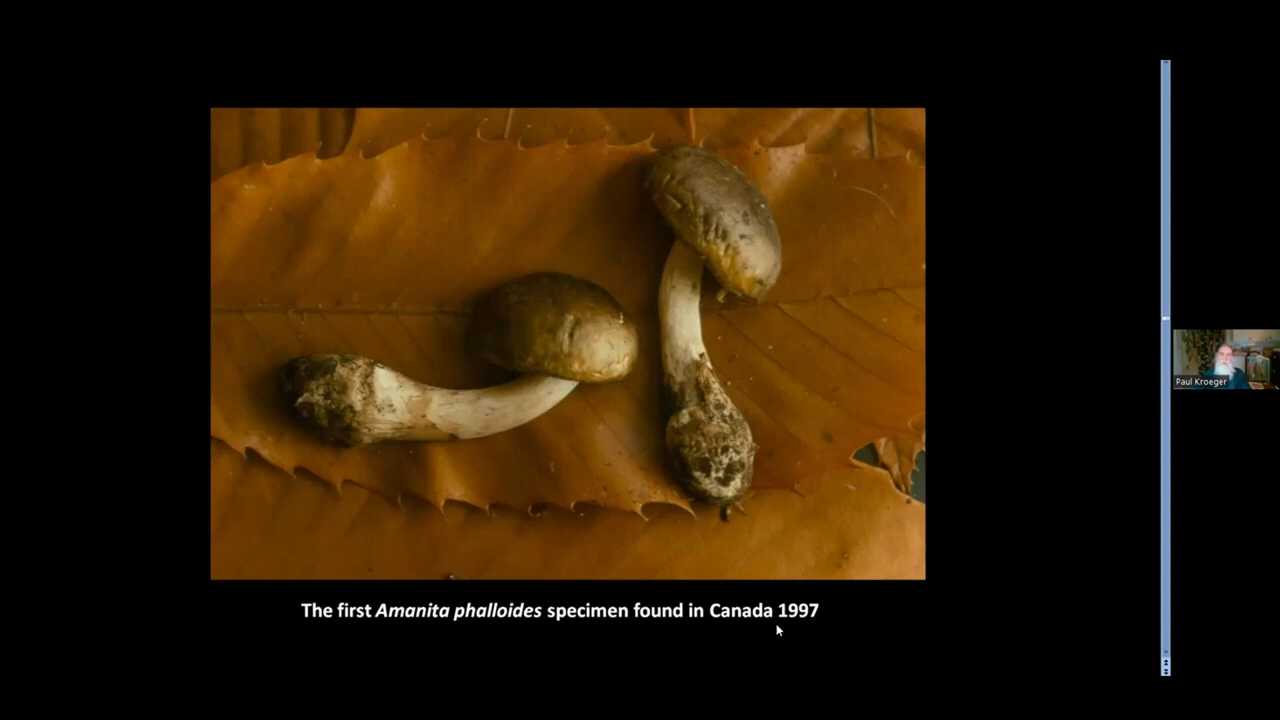 The first Amanita phalloides specimen found in Canada 1997
Paul Kroeger